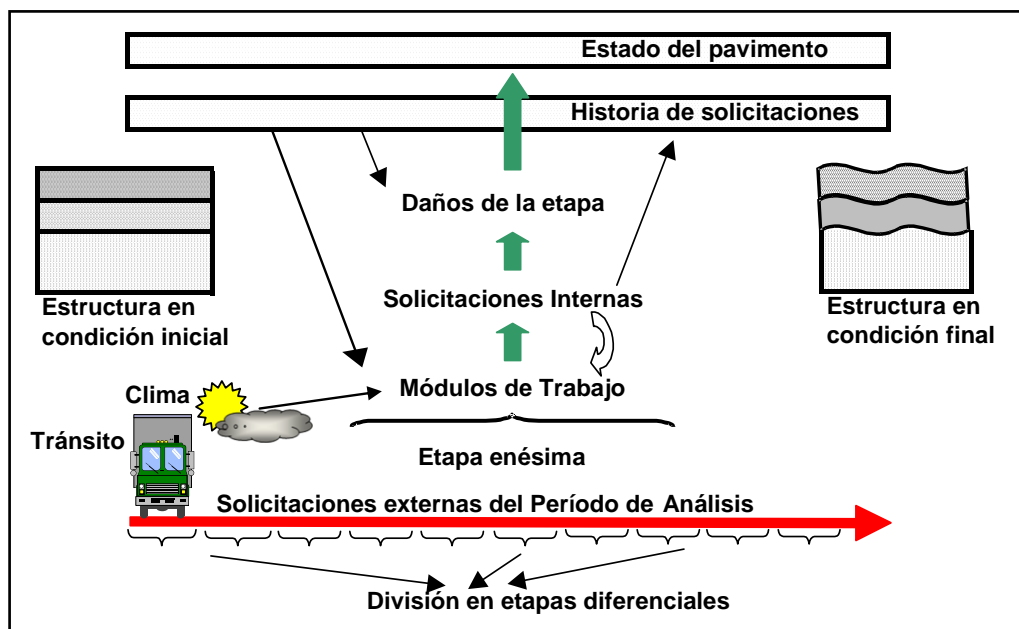 Estado del pavimento
Historia de solicitaciones
Daños de la etapa
Solicitaciones Internas
Estructura en
condición inicial
Estructura en
condición final
Módulos de Trabajo
Clima
Tránsito
Etapa enésima
Solicitaciones externas del Período de Análisis
División en etapas diferenciales